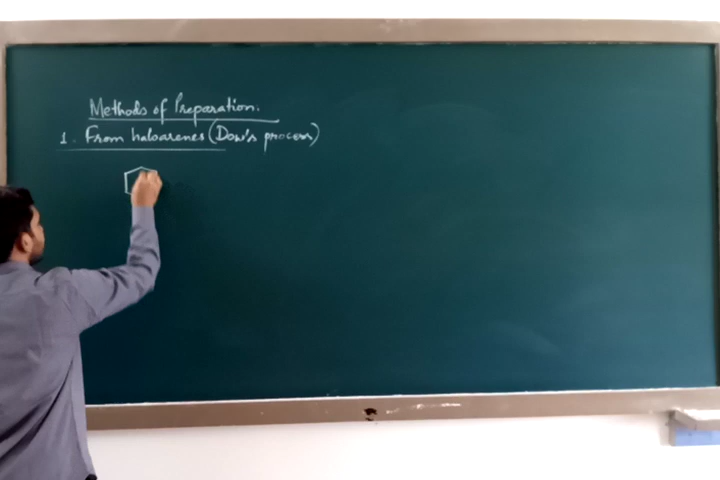 Methods of Preparation.
1. From haloarenes (Dow's process)